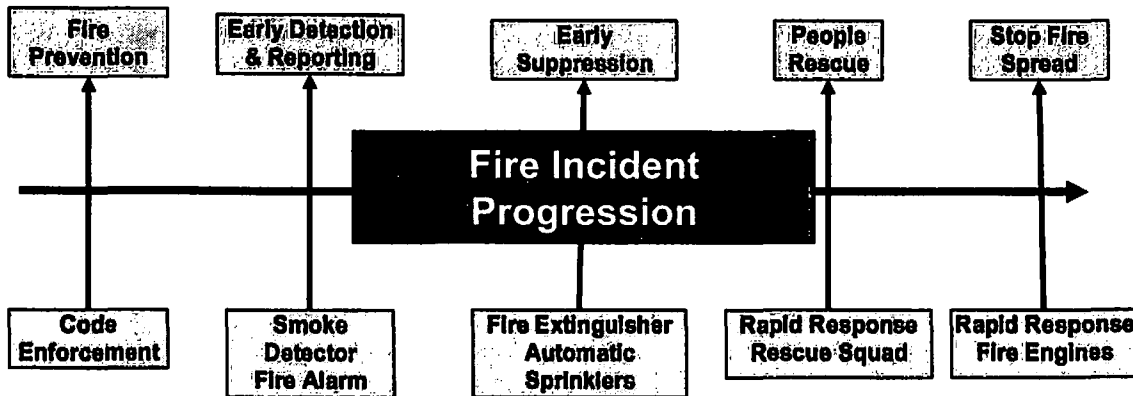 Fire
Prevention
Early Detection
& Reporting
Early
Suppression
People
Rescue
Stop Fire
Spread
Fire Incident
Progression
Code
Enforcement
Smoke
Detector
Fire Alarm
Fire Extinguisher
Automatic
Sprinklers
Rapid Response
Rescue Squad
Rapid Response
Fire Engines